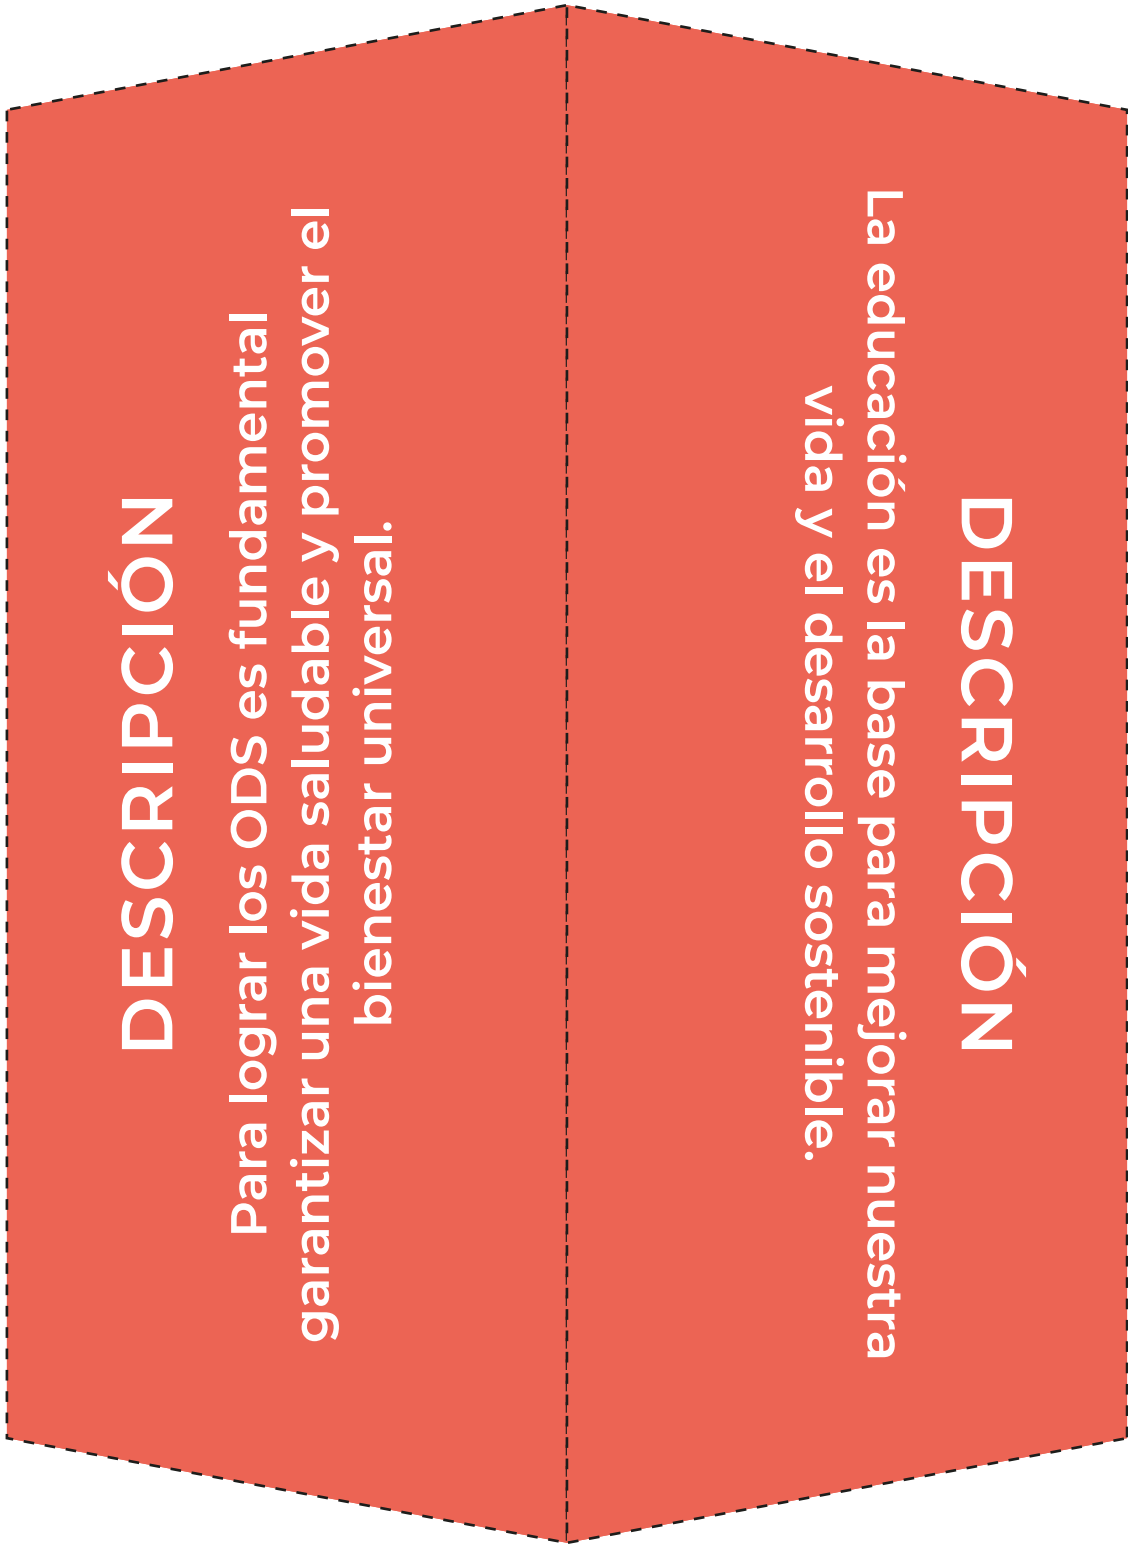 DESCRIPCIÓN
Para lograr los ODS es fundamental
garantizar una vida saludable y promover el
bienestar universal.
DESCRIPCIÓN
La educación es la base para mejorar nuestra
vida y el desarrollo sostenible.